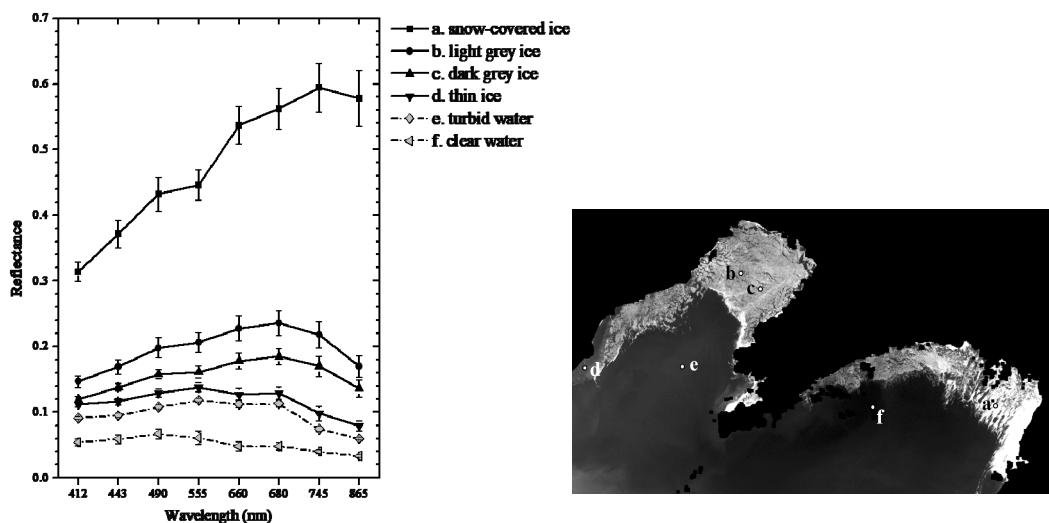 0.7
0.6
0.5
0.4
0.3
0.2
0.1
0.0
Reflectance
412 443 490 555 660 680 745 865
Wavelength (nm)
a. snow-covered ice
b. light grey ice
c. dark grey ice
d. thin ice
e. turbid water
f. clear water
b
c
d
e
a
f